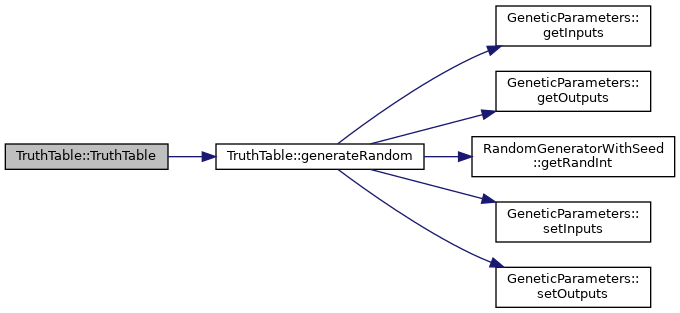 TruthTable::TruthTable
TruthTable::generateRandom
GeneticParameters::
getInputs
GeneticParameters::
getOutputs
RandomGeneratorWithSeed
::getRandInt
GeneticParameters::
setInputs
GeneticParameters::
setOutputs